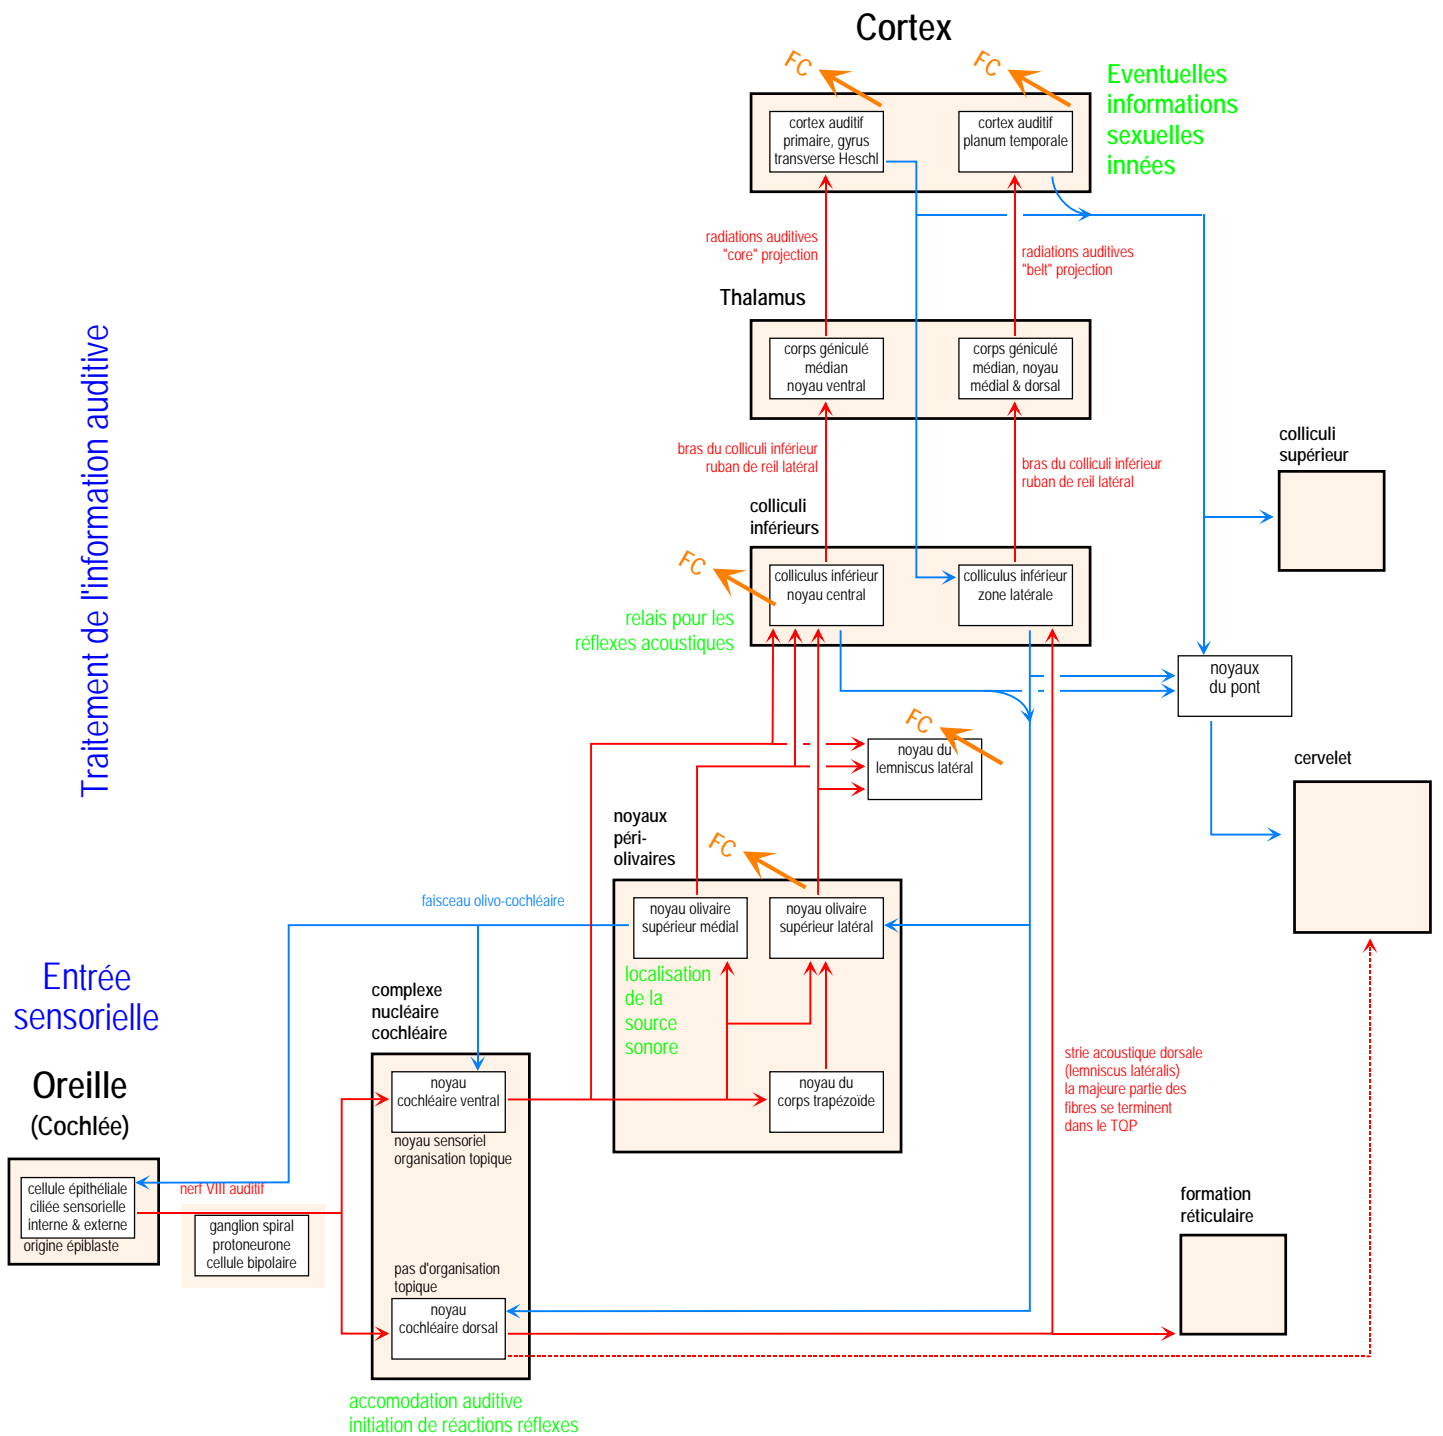 Cortex
FC
FC
Eventuelles
informations
sexuelles
innées
cortex auditif
primaire, gyrus
transverse Heschl
cortex auditif
planum temporale
radiations auditives
"core" projection
radiations auditives
"belt" projection
Thalamus
corps géniculé
médian
noyau ventral
corps géniculé
médian, noyau
médial & dorsal
Traitement de l'information auditive
bras du colliculi inférieur
ruban de reil latéral
bras du colliculi inférieur
ruban de reil latéral
colliculi
supérieur
colliculi
inférieurs
FC
colliculus inférieur
noyau central
colliculus inférieur
zone latérale
relais pour les
réflexes acoustiques
noyaux
du pont
FC
noyau du
lemniscus latéral
cervelet
noyaux
péri-
olivaires
FC
faisceau olivo-cochléaire
noyau olivaire
supérieur médial
noyau olivaire
supérieur latéral
localisation
de la
source
sonore
Entrée
sensorielle
complexe
nucléaire
cochléaire
Oreille
(Cochlée)
noyau
cochléaire ventral
noyau sensoriel
organisation topique
noyau du
corps trapézoïde
strie acoustique dorsale
(lemniscus latéralis)
la majeure partie des
fibres se terminent
dans le TQP
cellule épithéliale
ciliée sensorielle
interne & externe
origine épiblaste
nerf VIII auditif
ganglion spiral
protoneurone
cellule bipolaire
formation
réticulaire
pas d'organisation
topique
noyau
cochléaire dorsal
accomodation auditive
initiation de réactions réflexes